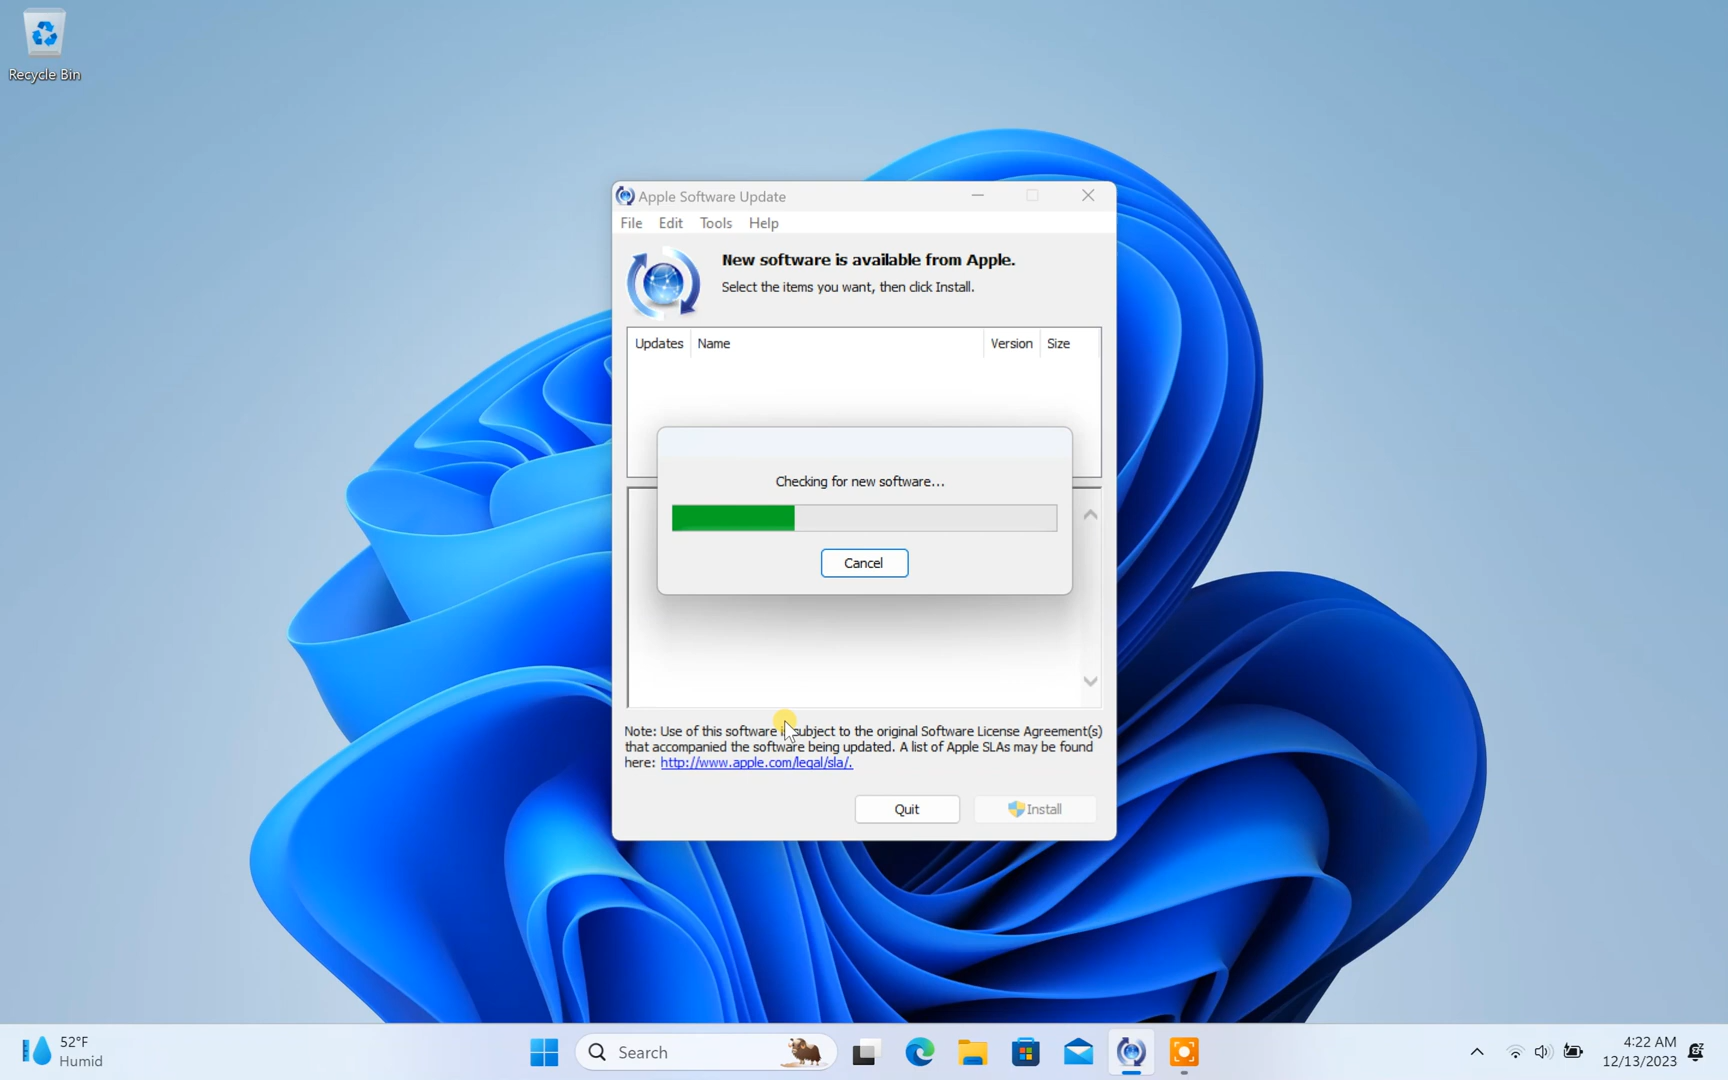 Recycle Bin
Apple Software Update
File Edit Tools Help
New software is available from Apple.
Select the items you want, then click Install.
Updates Name Version Size
Checking for new software...
Cancel
Note: Use of this software is subject to the original Software License Agreement(s)
that accompanied the software being updated. A list of Apple SLAs may be found
here: http://www.apple.com/legal/sla/.
Quit Install
52°F
Humid
Search
4:22 AM
12/13/2023